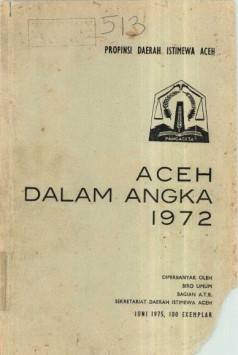 513
PROPINSI DAERAH ISTIMEWA ACEH
PANCACITA
ACEH
DALAM ANGKA
1972
DIPERBANYAK OLEH
BIRO UMUM
BAGIAN A.T.B.
SEKRETARIAT DAERAH ISTIMEWA ACEH
JUNI 1975, 100 EXEMPLAR